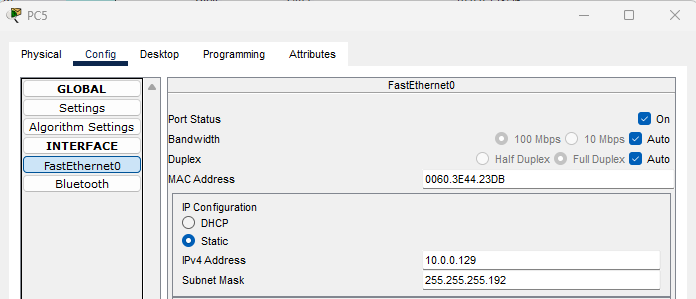 PC5
Physical Config Desktop Programming Attributes
GLOBAL
Settings
Algorithm Settings
INTERFACE
FastEthernet0
Bluetooth
FastEthernet0
Port Status On
Bandwidth 100 Mbps 10 Mbps Auto
Duplex Half Duplex Full Duplex Auto
MAC Address 0060.3E44.23DB
IP Configuration
DHCP
Static
IPv4 Address 10.0.0.129
Subnet Mask 255.255.255.192